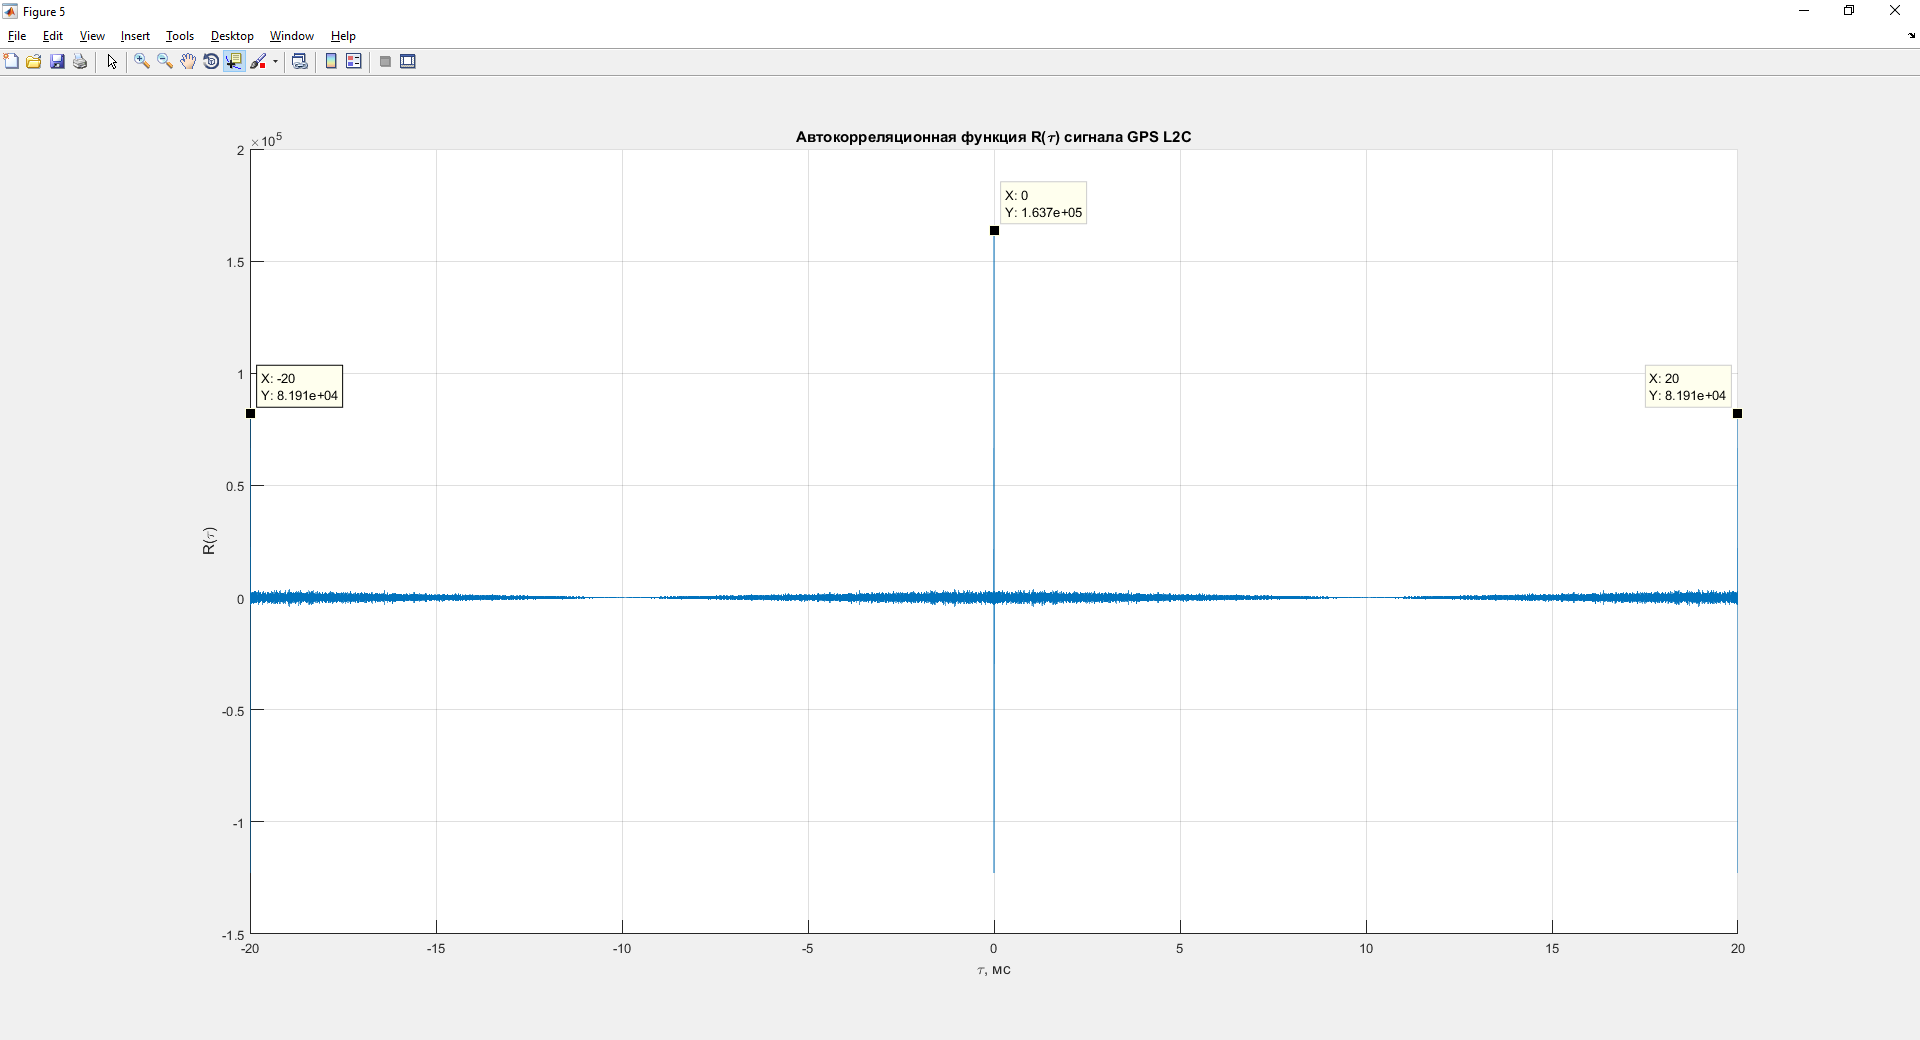 Figure 5
File Edit View Insert Tools Desktop Window Help
Автокорреляционная функция R(τ) сигнала GPS L2C
×10^5
2
1.5
1
0.5
0
-0.5
-1
-1.5
R(τ)
X: 0
Y: 1.637e+05
X: -20
Y: 8.191e+04
X: 20
Y: 8.191e+04
-20 -15 -10 -5 0 5 10 15 20
τ, мс